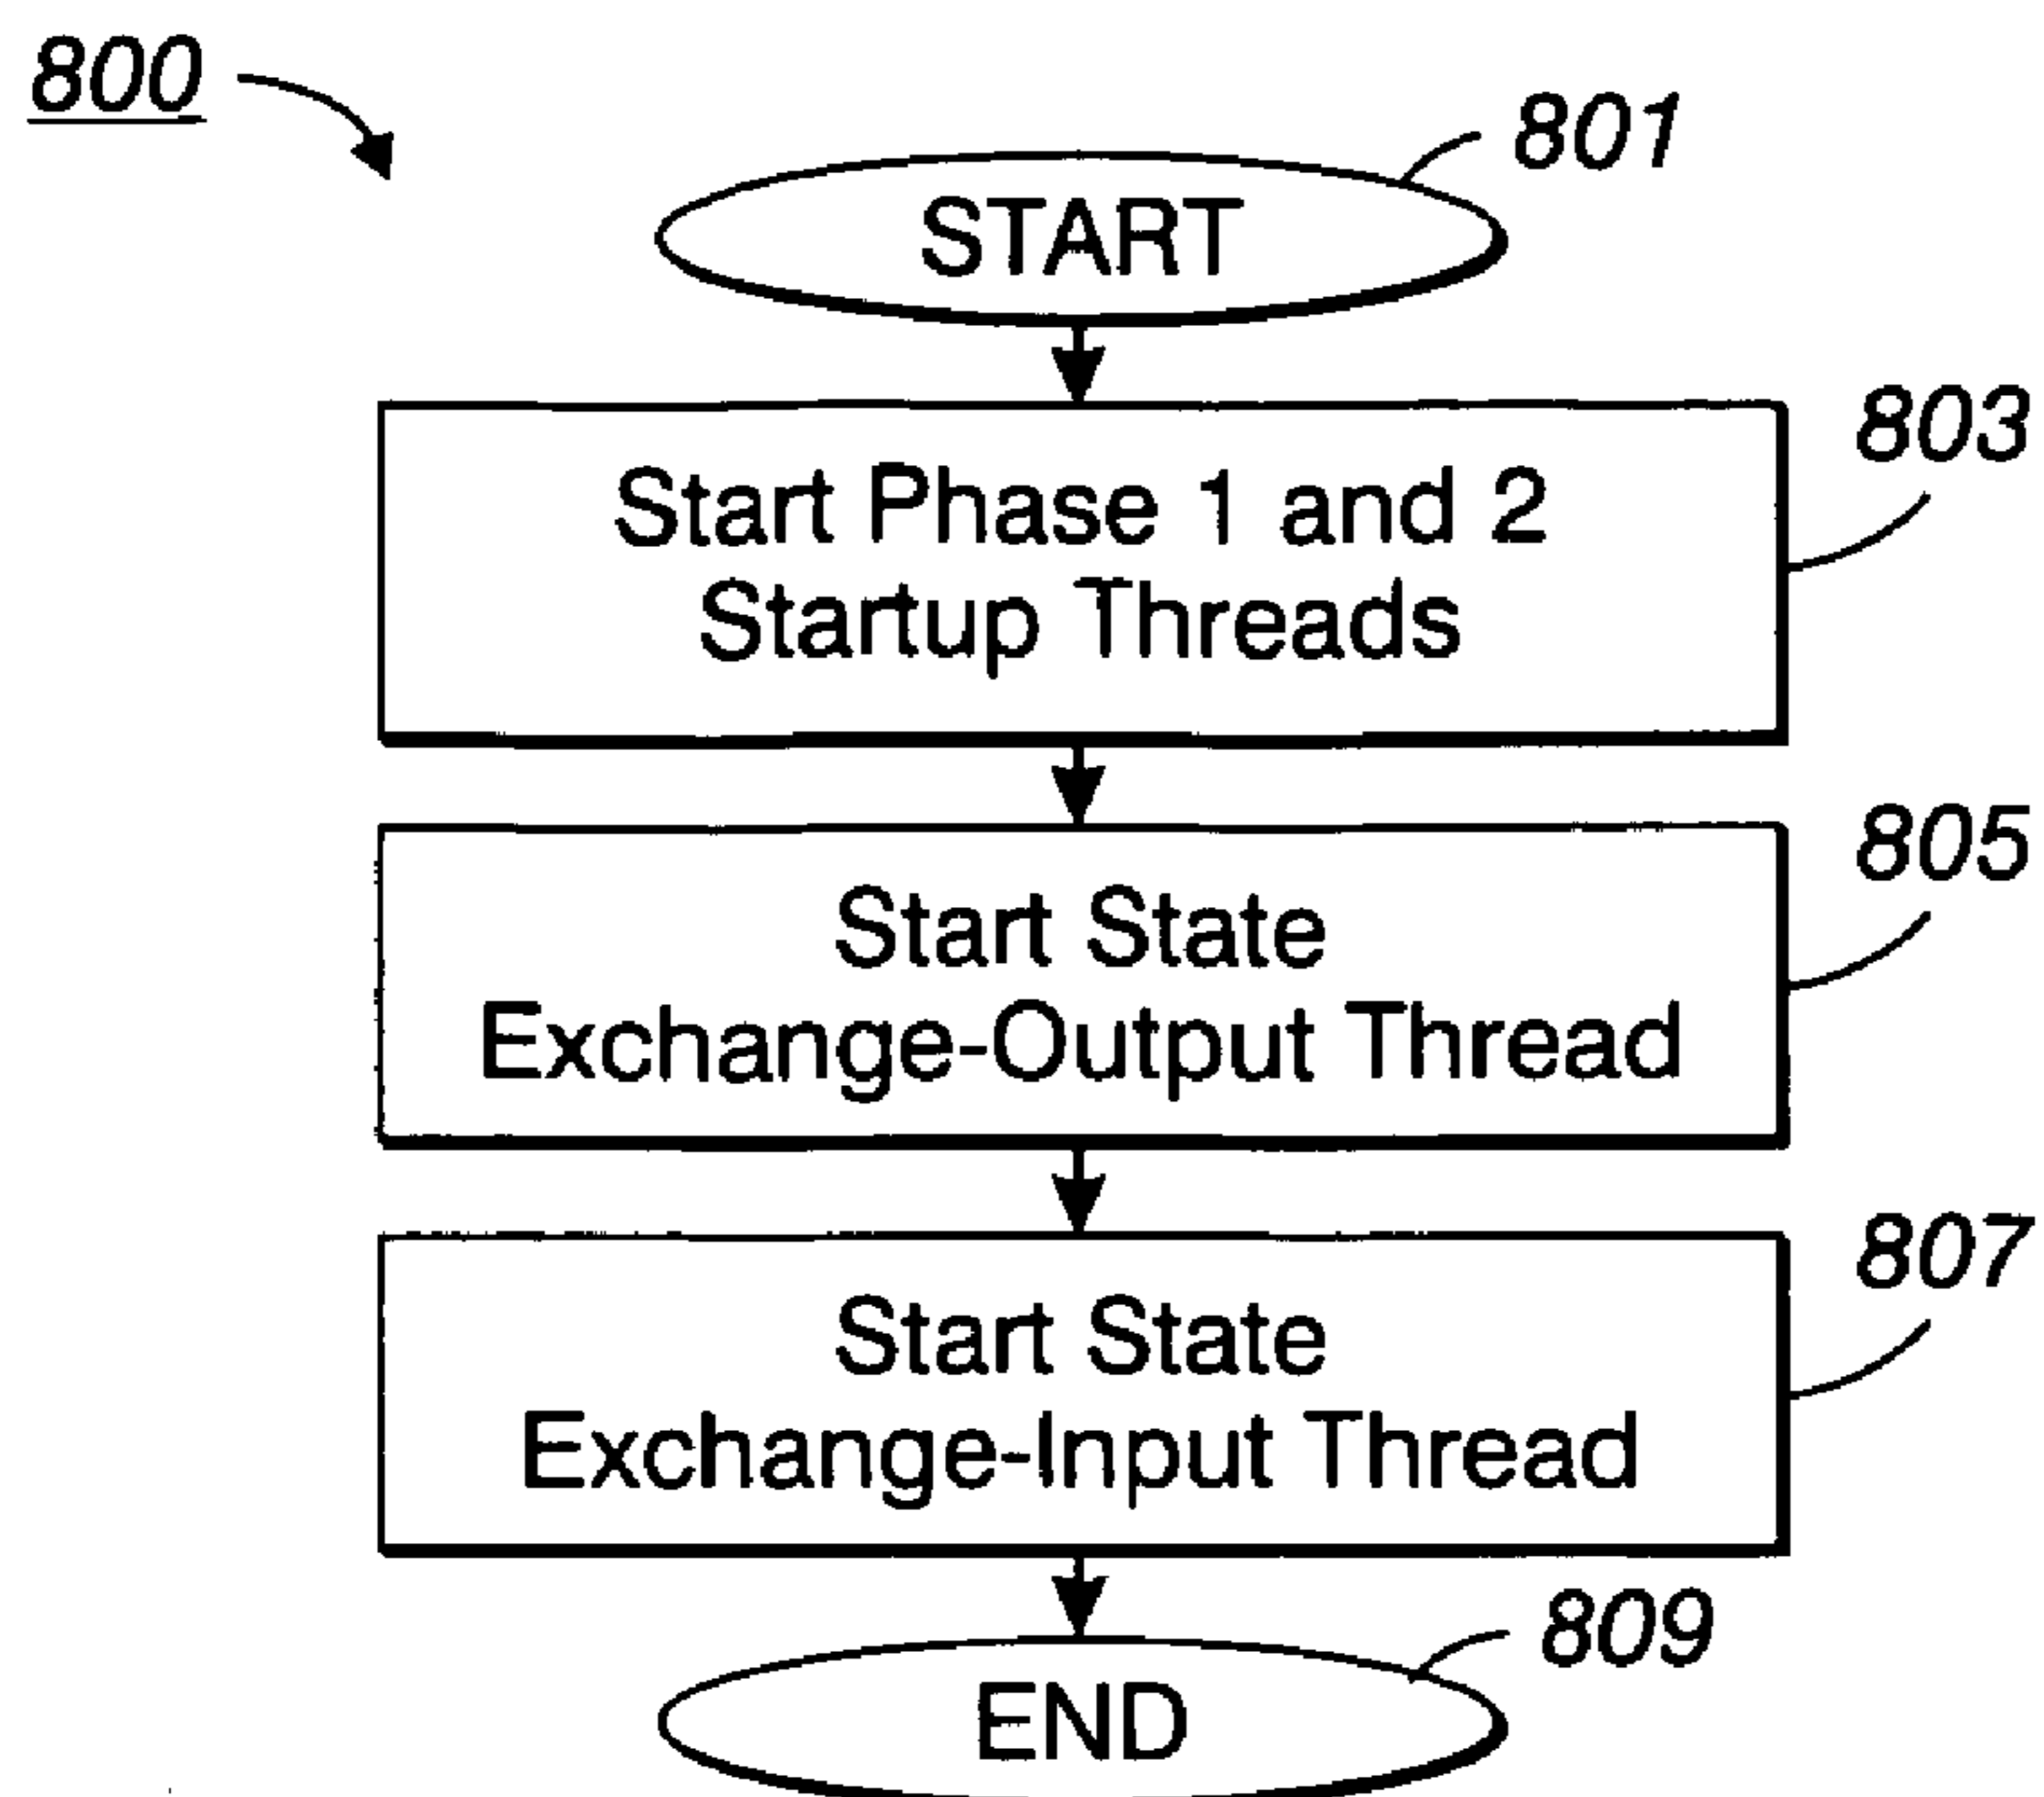 800
801
START
803
Start Phase 1 and 2
Startup Threads
805
Start State
Exchange-Output Thread
807
Start State
Exchange-Input Thread
809
END